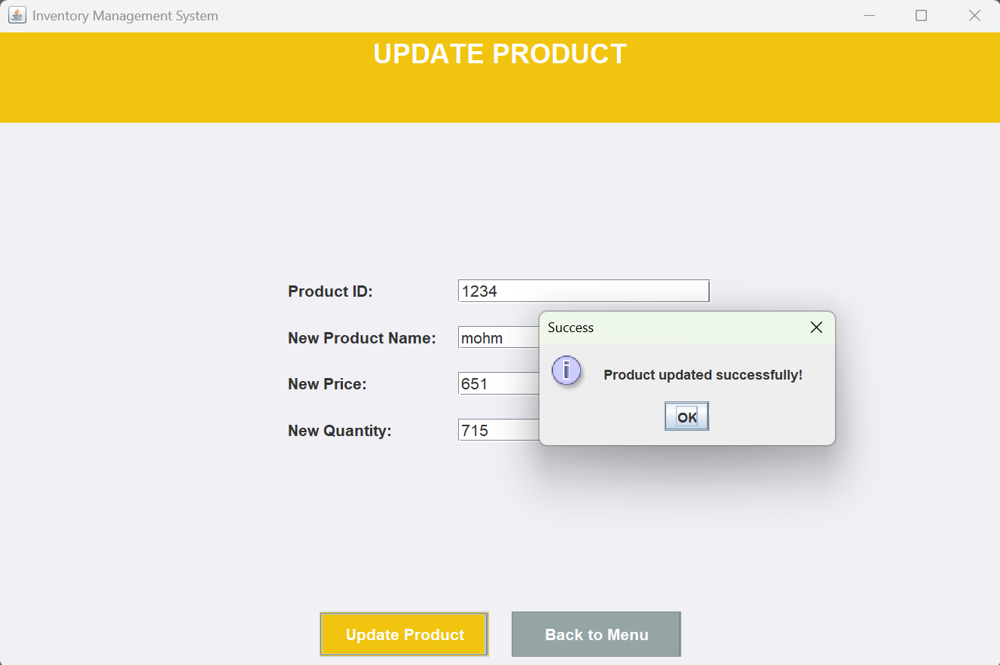 Inventory Management System
UPDATE PRODUCT
Product ID: 1234
New Product Name: mohm
New Price: 651
New Quantity: 715
Success
i
Product updated successfully!
OK
Update Product
Back to Menu